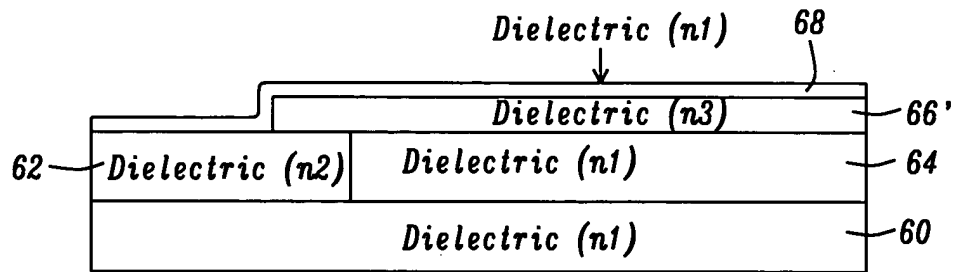 Dielectric (n1)
68
Dielectric (n3)
66'
62
Dielectric (n2)
Dielectric (n1)
64
Dielectric (n1)
60